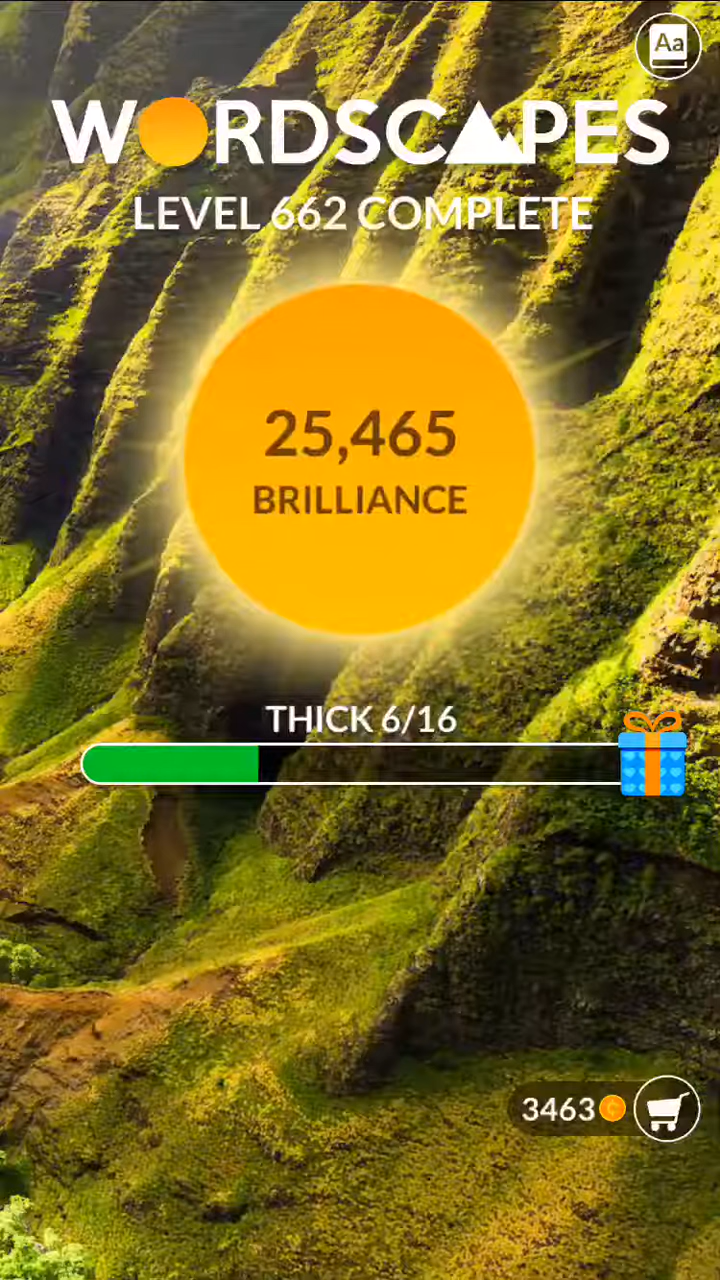 Aa
WORDSCAPES
LEVEL 662 COMPLETE
25,465
BRILLIANCE
THICK 6/16
3463